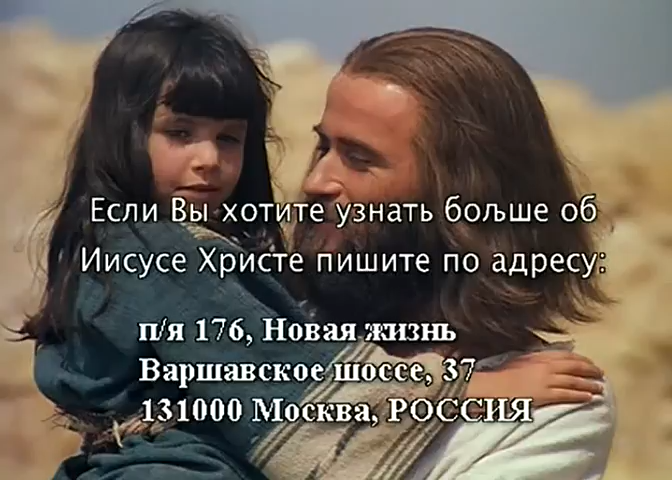 Если Вы хотите узнать бољше об
Иисусе Христе пишите по адресу:
п/я 176, Новая жизнь
Варшавское шоссе, 37
131000 Москва, РОССИЯ